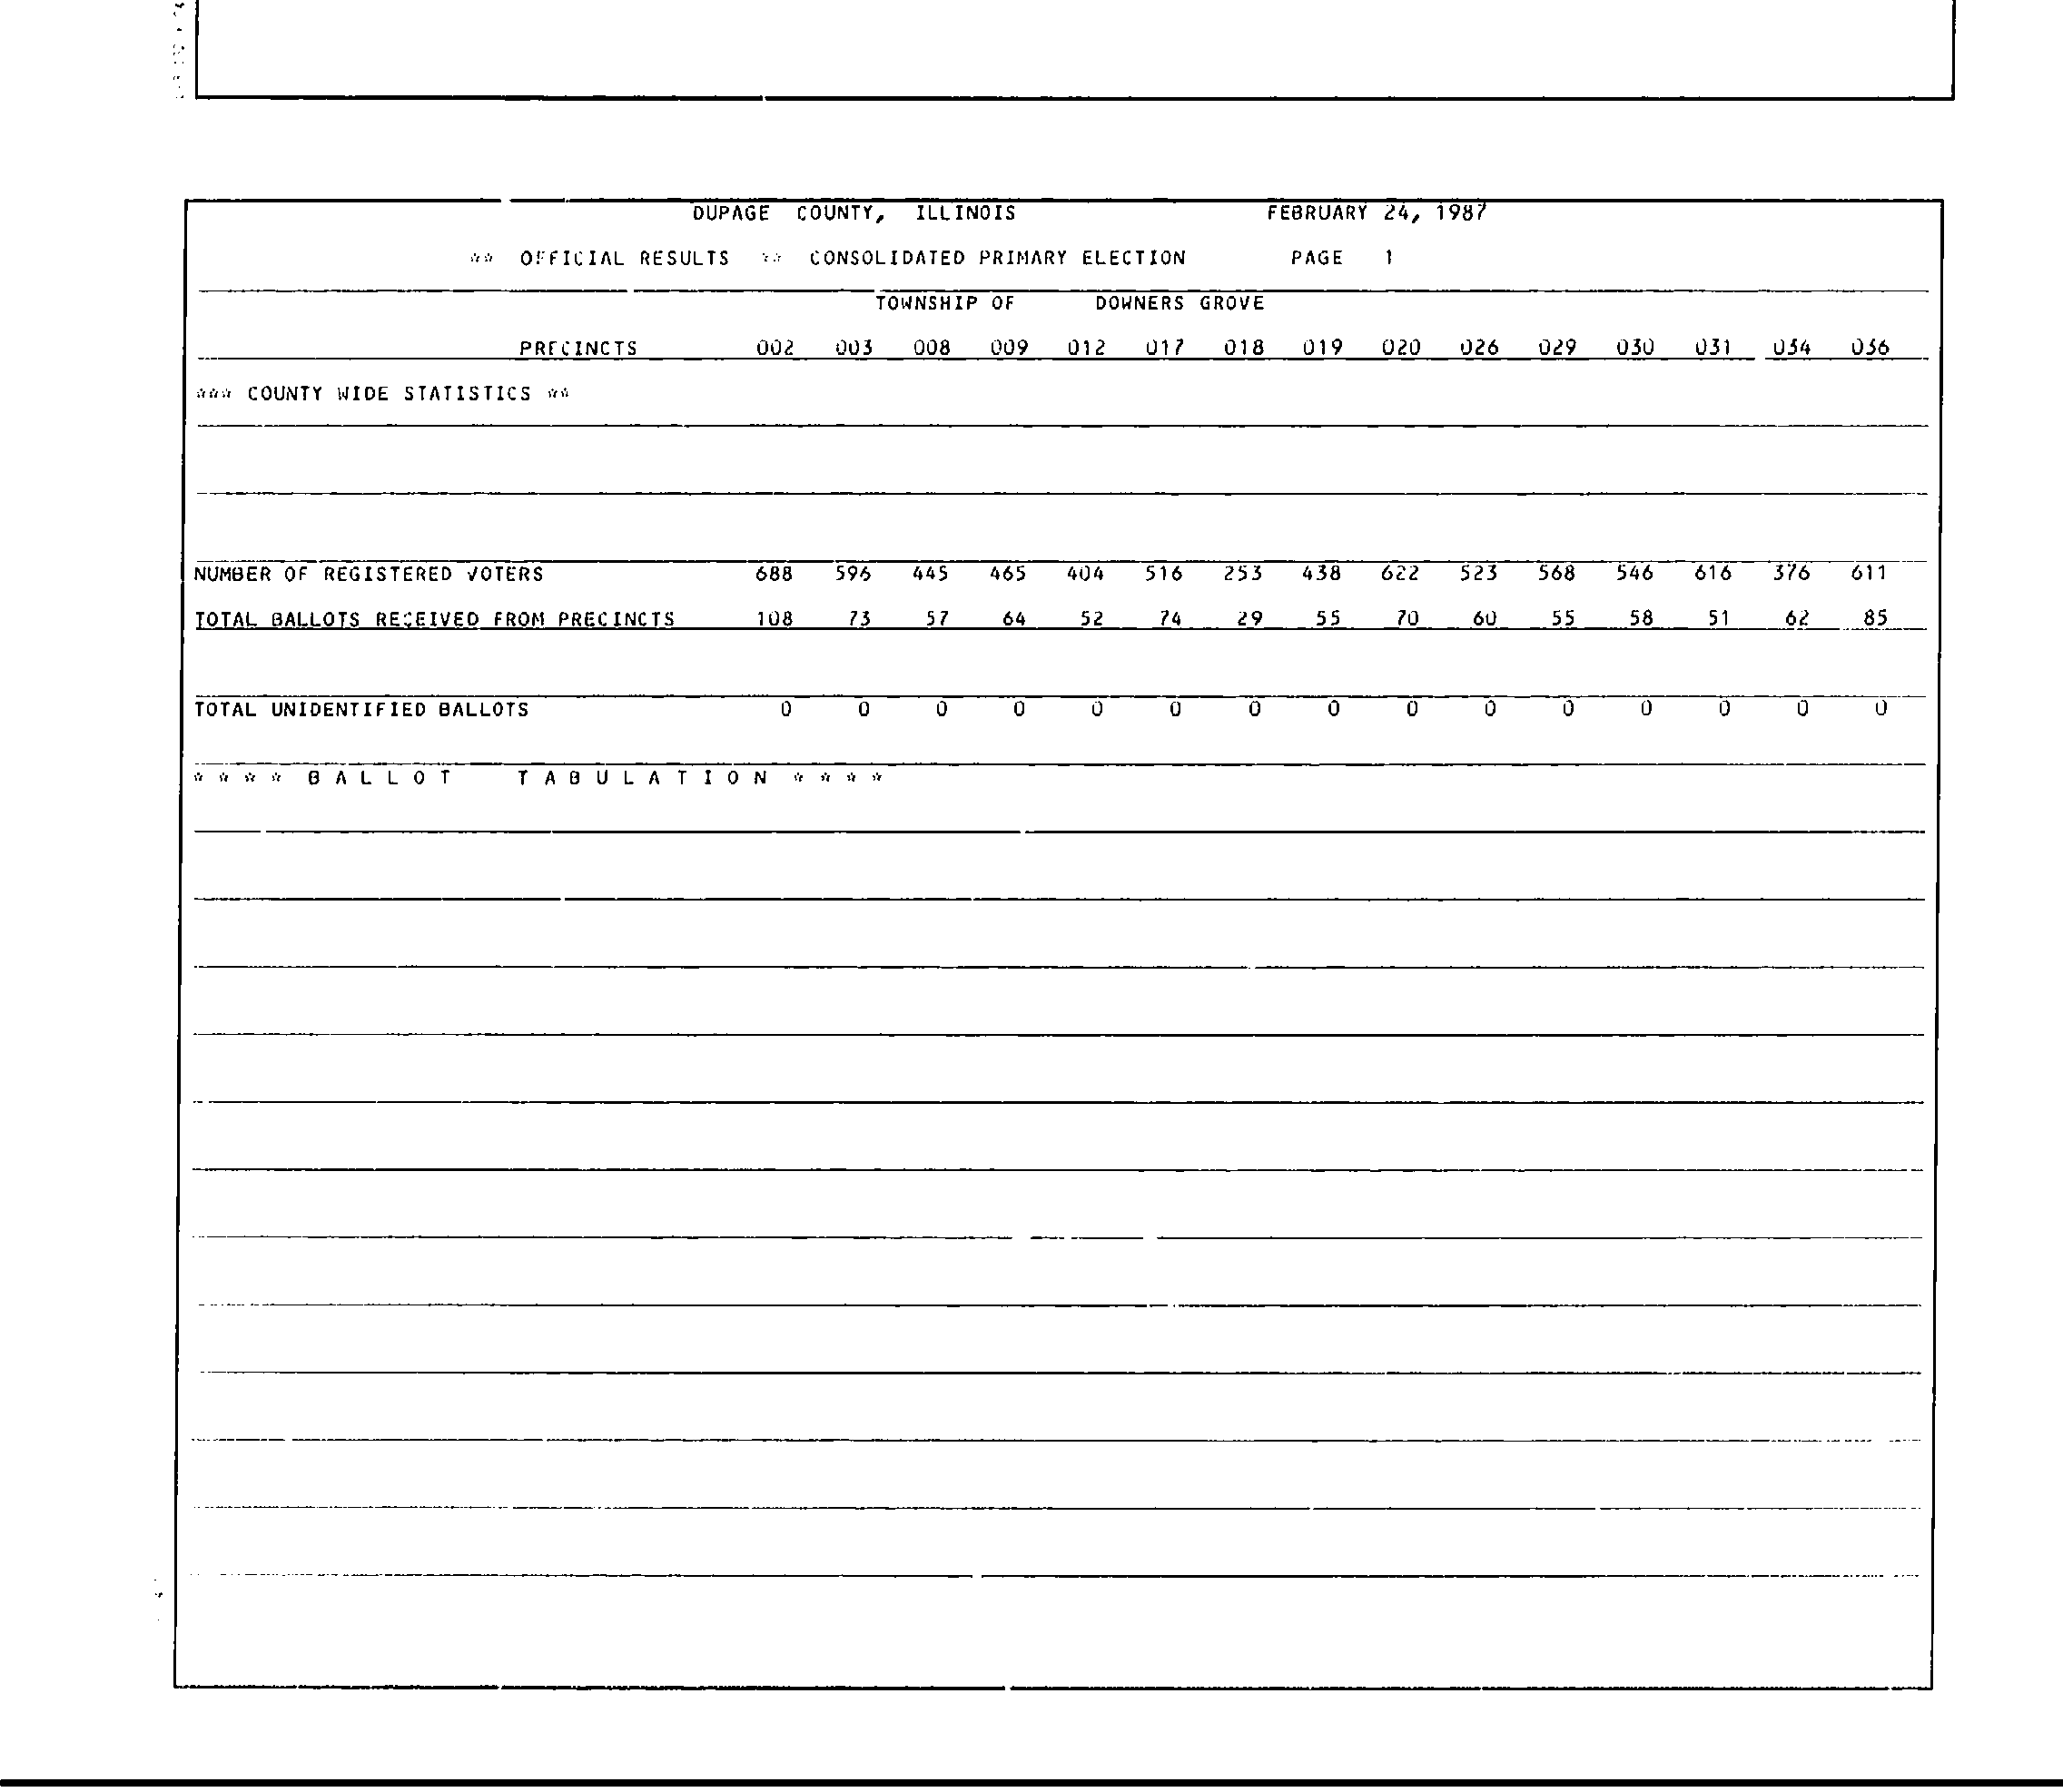 DUPAGE COUNTY, ILLINOIS FEBRUARY 24, 1987
** OFFICIAL RESULTS ** CONSOLIDATED PRIMARY ELECTION PAGE 1
TOWNSHIP OF DOWNERS GROVE
PRECINCTS 002 003 008 009 012 017 018 019 020 026 029 030 031 034 036
*** COUNTY WIDE STATISTICS **
NUMBER OF REGISTERED VOTERS 688 596 445 465 404 516 253 438 622 523 568 546 616 376 611
TOTAL BALLOTS RECEIVED FROM PRECINCTS 108 73 57 64 52 74 29 55 70 60 55 58 51 62 85
TOTAL UNIDENTIFIED BALLOTS 0 0 0 0 0 0 0 0 0 0 0 0 0 0 0
* * * * B A L L O T T A B U L A T I O N * * * *